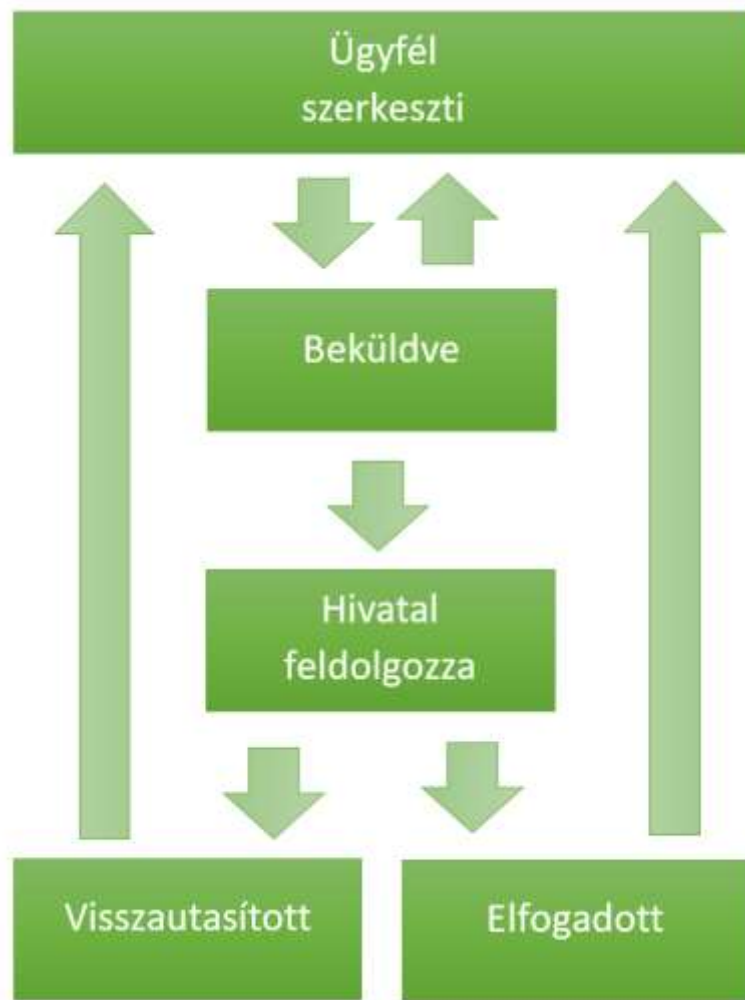 Ügyfél
szerkeszti
Beküldve
Hivatal
feldolgozza
Visszautasított
Elfogadott